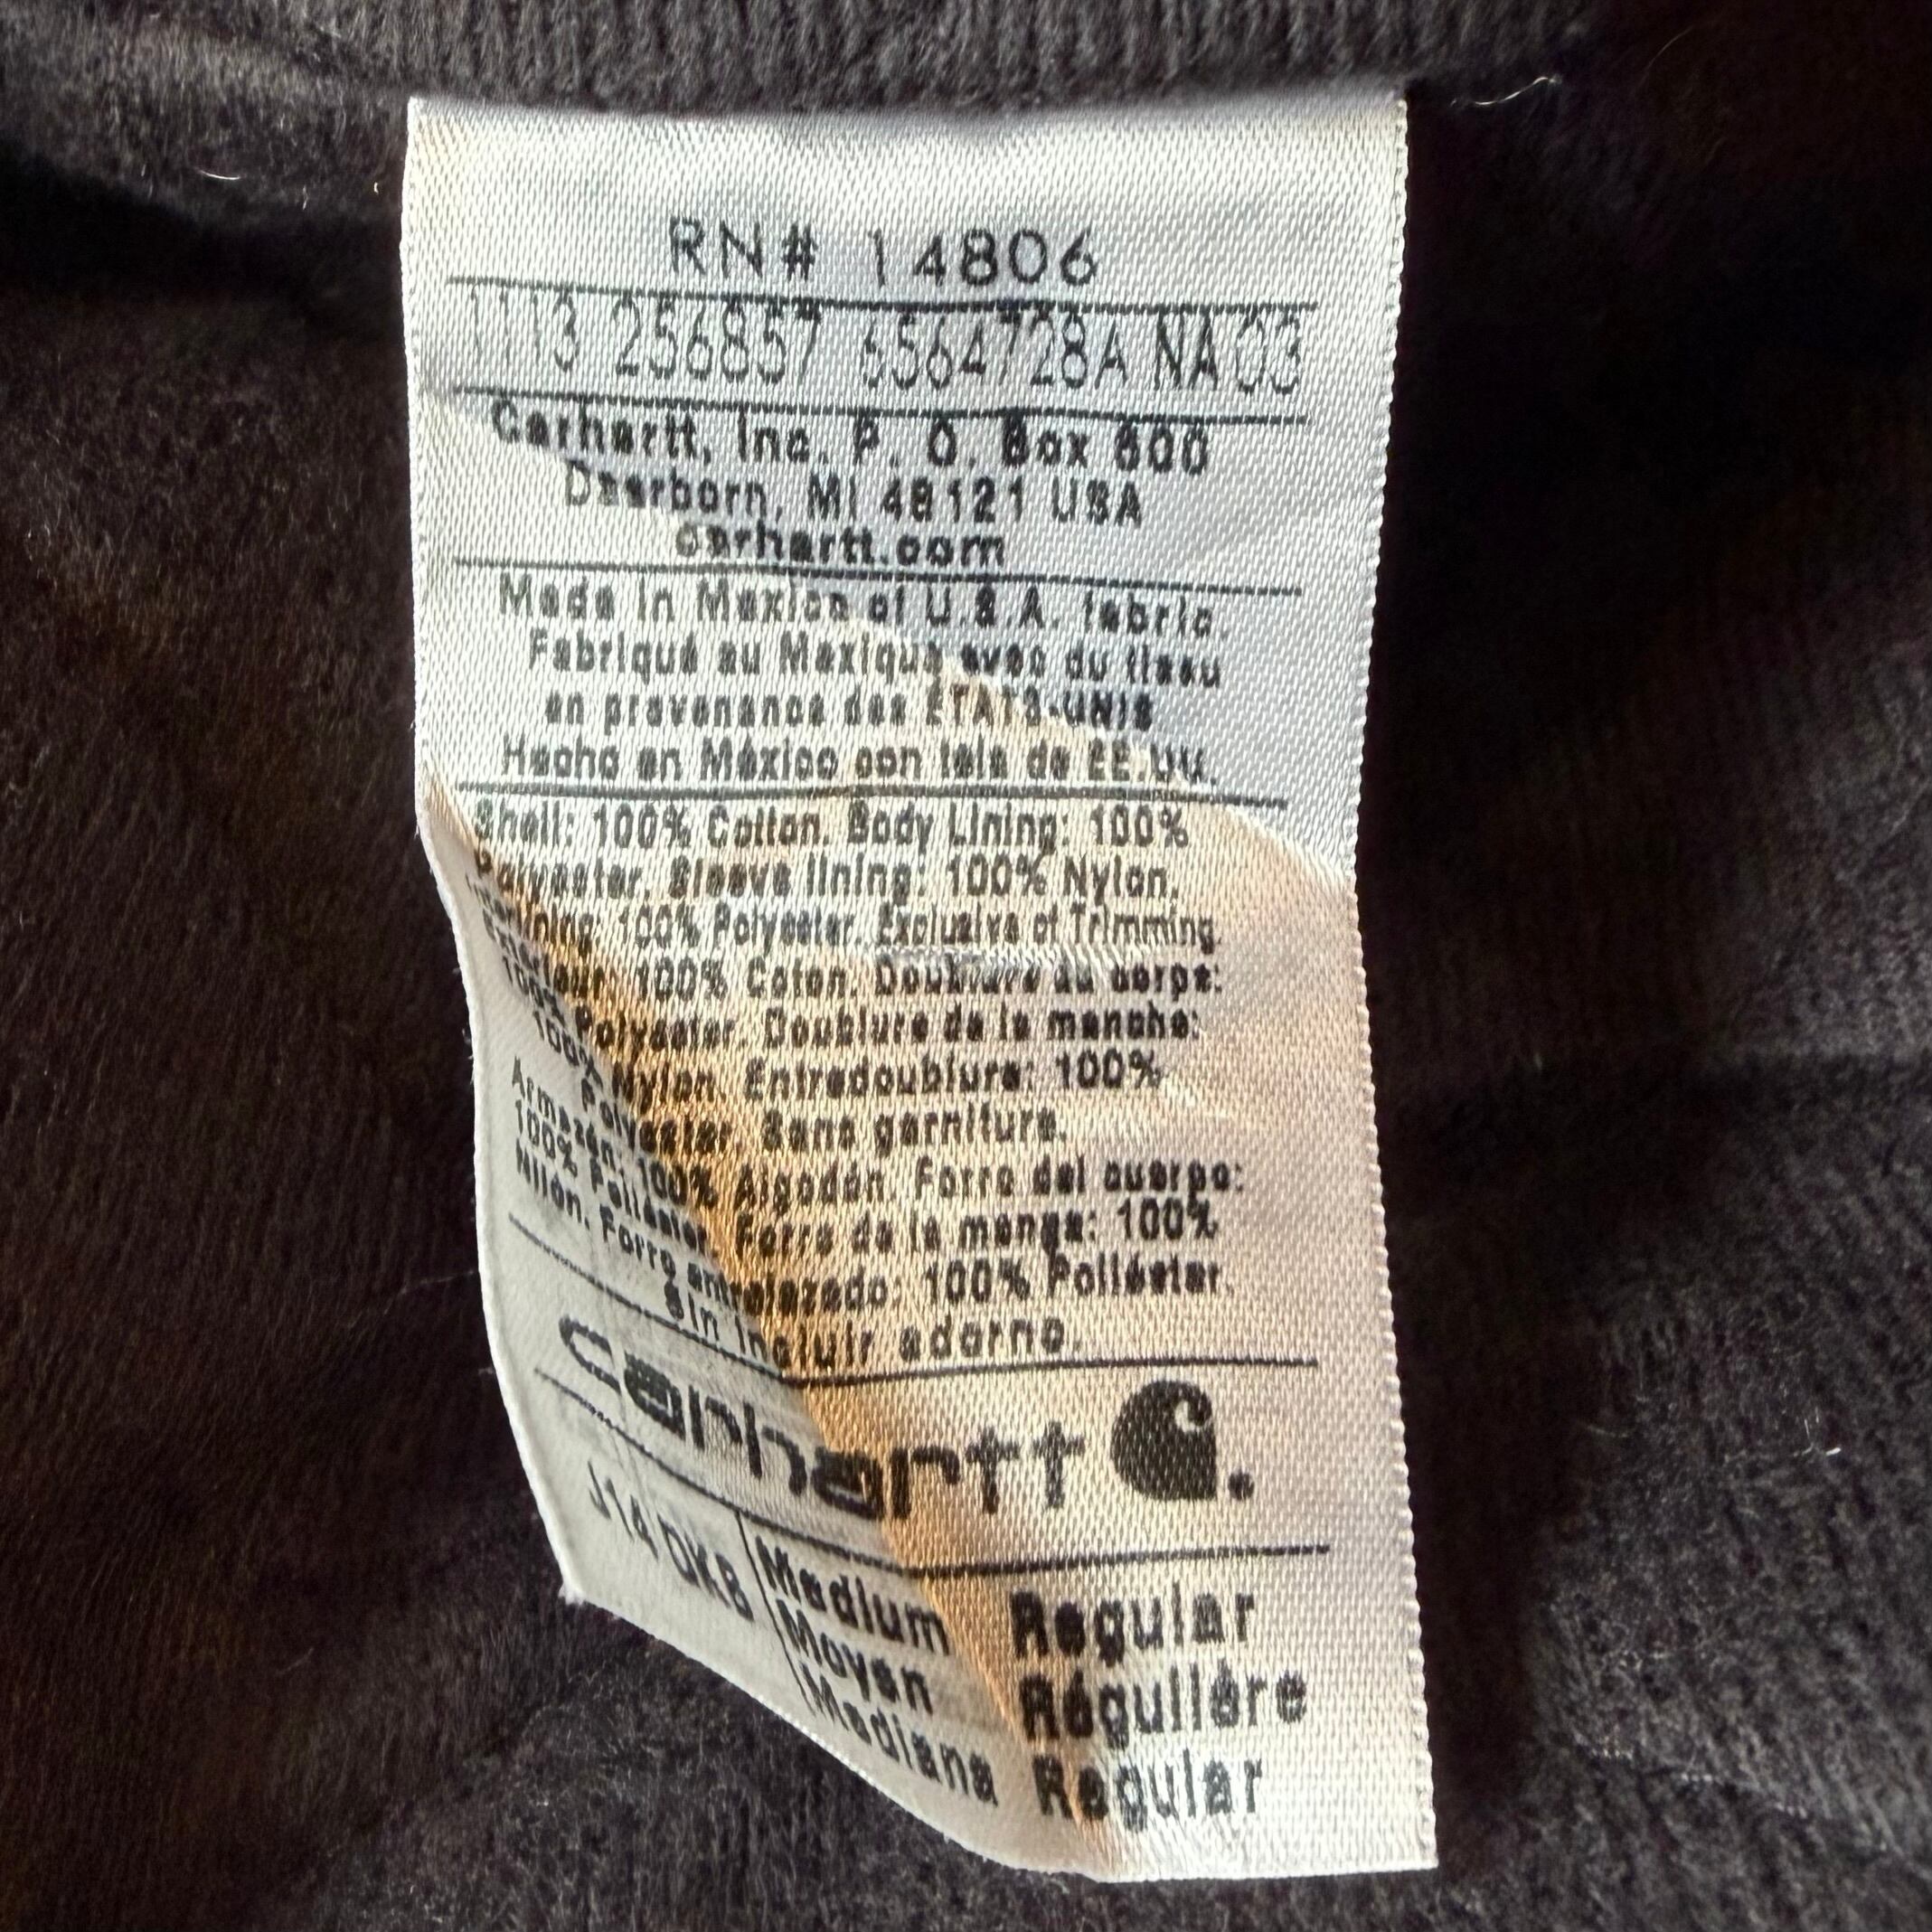 RN# 14806
1113 256857 6564728A NA03
Carhartt, Inc. P. O. Box 600
Dearborn, MI 48121 USA
carhartt.com
Made in Mexico of U.S.A. fabric.
Fabriqué au Mexique avec du tissu
en provenance des ÉTATS-UNIS
Hecho en México con tela de EE.UU.
Shell: 100% Cotton. Body Lining: 100%
Polyester. Sleeve lining: 100% Nylon.
100% Polyester. Exclusive of Trimming.
100% Coton. Doublure du corps:
100% Polyester. Doublure de la manche:
100% Nylon. Entredoublure: 100%
Polyester. Sans garniture.
Armazón: 100% Algodón. Forro del cuerpo:
100% Poliéster. Forro de la manga: 100%
Nilón. Forro 100% Poliéster.
Sin incluir adorno.
carhartt
J14 DKB Medium Regular
Moyen Régulière
Mediana Regular